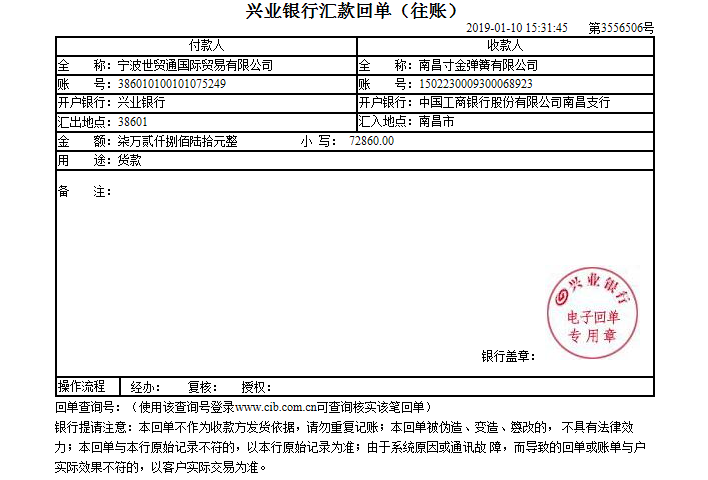 兴业银行汇款回单（往账）
2019-01-10 15:31:45 第3556506号
付款人 收款人
全 称：宁波世贸通国际贸易有限公司 全 称：南昌寸金弹簧有限公司
账 号：386010100101075249 账 号：1502230009300068923
开户银行：兴业银行 开户银行：中国工商银行股份有限公司南昌支行
汇出地点：38601 汇入地点：南昌市
金 额：柒万贰仟捌佰陆拾元整 小 写： 72860.00
用 途：货款
备 注：
兴业银行
电子回单
专用章
银行盖章：
操作流程 经办： 复核： 授权：
回单查询号：（使用该查询号登录www.cib.com.cn可查询核实该笔回单）
银行提请注意：本回单不作为收款方发货依据，请勿重复记账；本回单被伪造、变造、篡改的，不具有法律效
力；本回单与本行原始记录不符的，以本行原始记录为准；由于系统原因或通讯故 障，而导致的回单或账单与户
实际效果不符的，以客户实际交易为准。